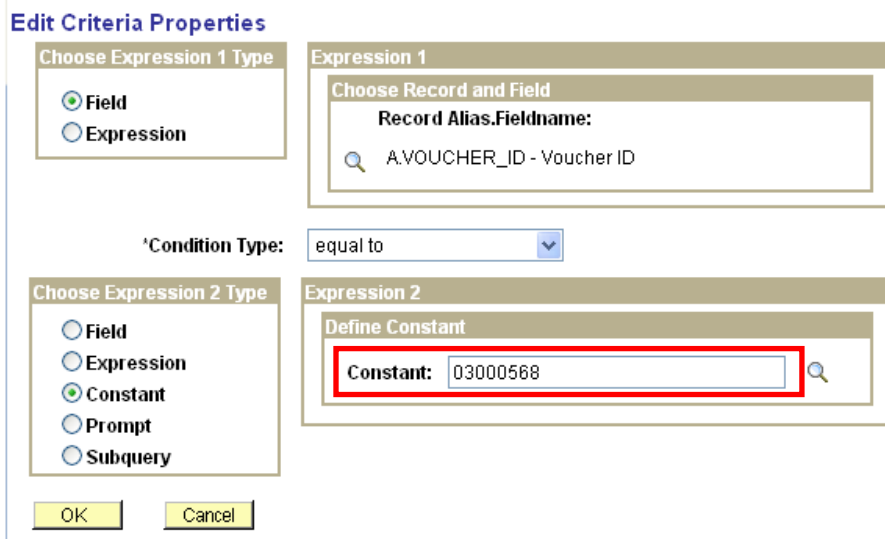 Edit Criteria Properties
Choose Expression 1 Type
Field
Expression
Expression 1
Choose Record and Field
Record Alias.Fieldname:
A.VOUCHER_ID - Voucher ID
*Condition Type: equal to
Choose Expression 2 Type
Field
Expression
Constant
Prompt
Subquery
Expression 2
Define Constant
Constant: 03000568
OK Cancel